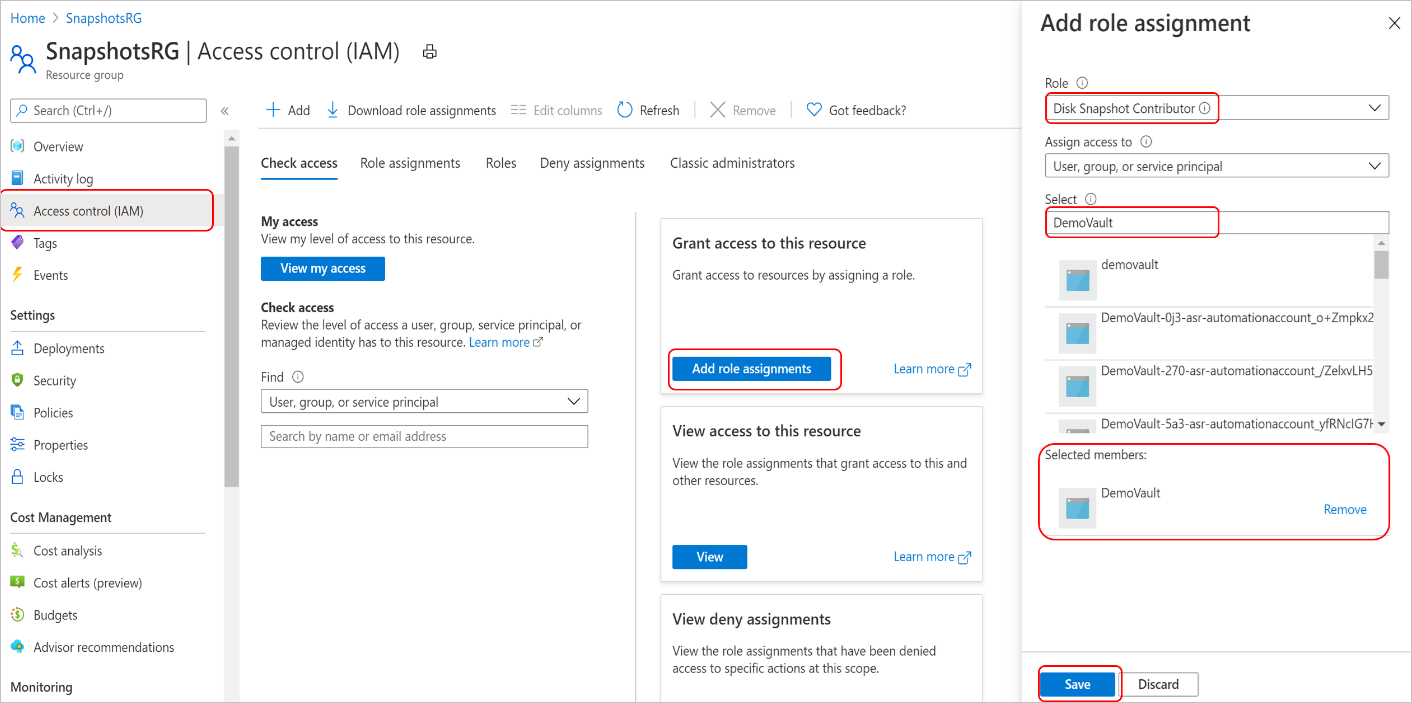 Home > SnapshotsRG
SnapshotsRG | Access control (IAM)
Resource group
Search (Ctrl+/)
«
Overview
Activity log
Access control (IAM)
Tags
Events
Settings
Deployments
Security
Policies
Properties
Locks
Cost Management
Cost analysis
Cost alerts (preview)
Budgets
Advisor recommendations
Monitoring
Add Download role assignments Edit columns Refresh Remove Got feedback?
Check access Role assignments Roles Deny assignments Classic administrators
My access
View my level of access to this resource.
View my access
Check access
Review the level of access a user, group, service principal, or
managed identity has to this resource. Learn more
Find
User, group, or service principal
Search by name or email address
Grant access to this resource
Grant access to resources by assigning a role.
Add role assignments Learn more
View access to this resource
View the role assignments that grant access to this and
other resources.
View Learn more
View deny assignments
View the role assignments that have been denied
access to specific actions at this scope.
Add role assignment
Role
Disk Snapshot Contributor
Assign access to
User, group, or service principal
Select
DemoVault
demovault
DemoVault-0j3-asr-automationaccount_o+Zmpkx2
DemoVault-270-asr-automationaccount_/ZelxvLH5
DemoVault-5a3-asr-automationaccount_yfRNcIG7H
Selected members:
DemoVault
Remove
Save Discard